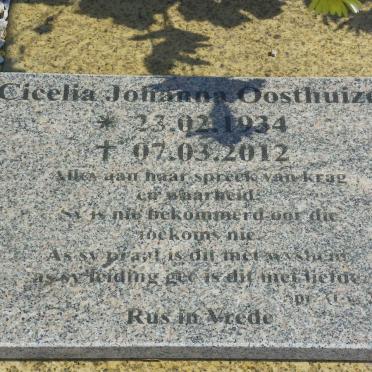 Cicelia Johanna Oosthuize
* 23.02.1934
† 07.03.2012
Alles aan haar spreek van krag
en waarheid.
Sy is nie bekommerd oor die
toekoms nie.
As sy praat is dit met wysheid
as sy leiding gee is dit met liefde
Rus in Vrede